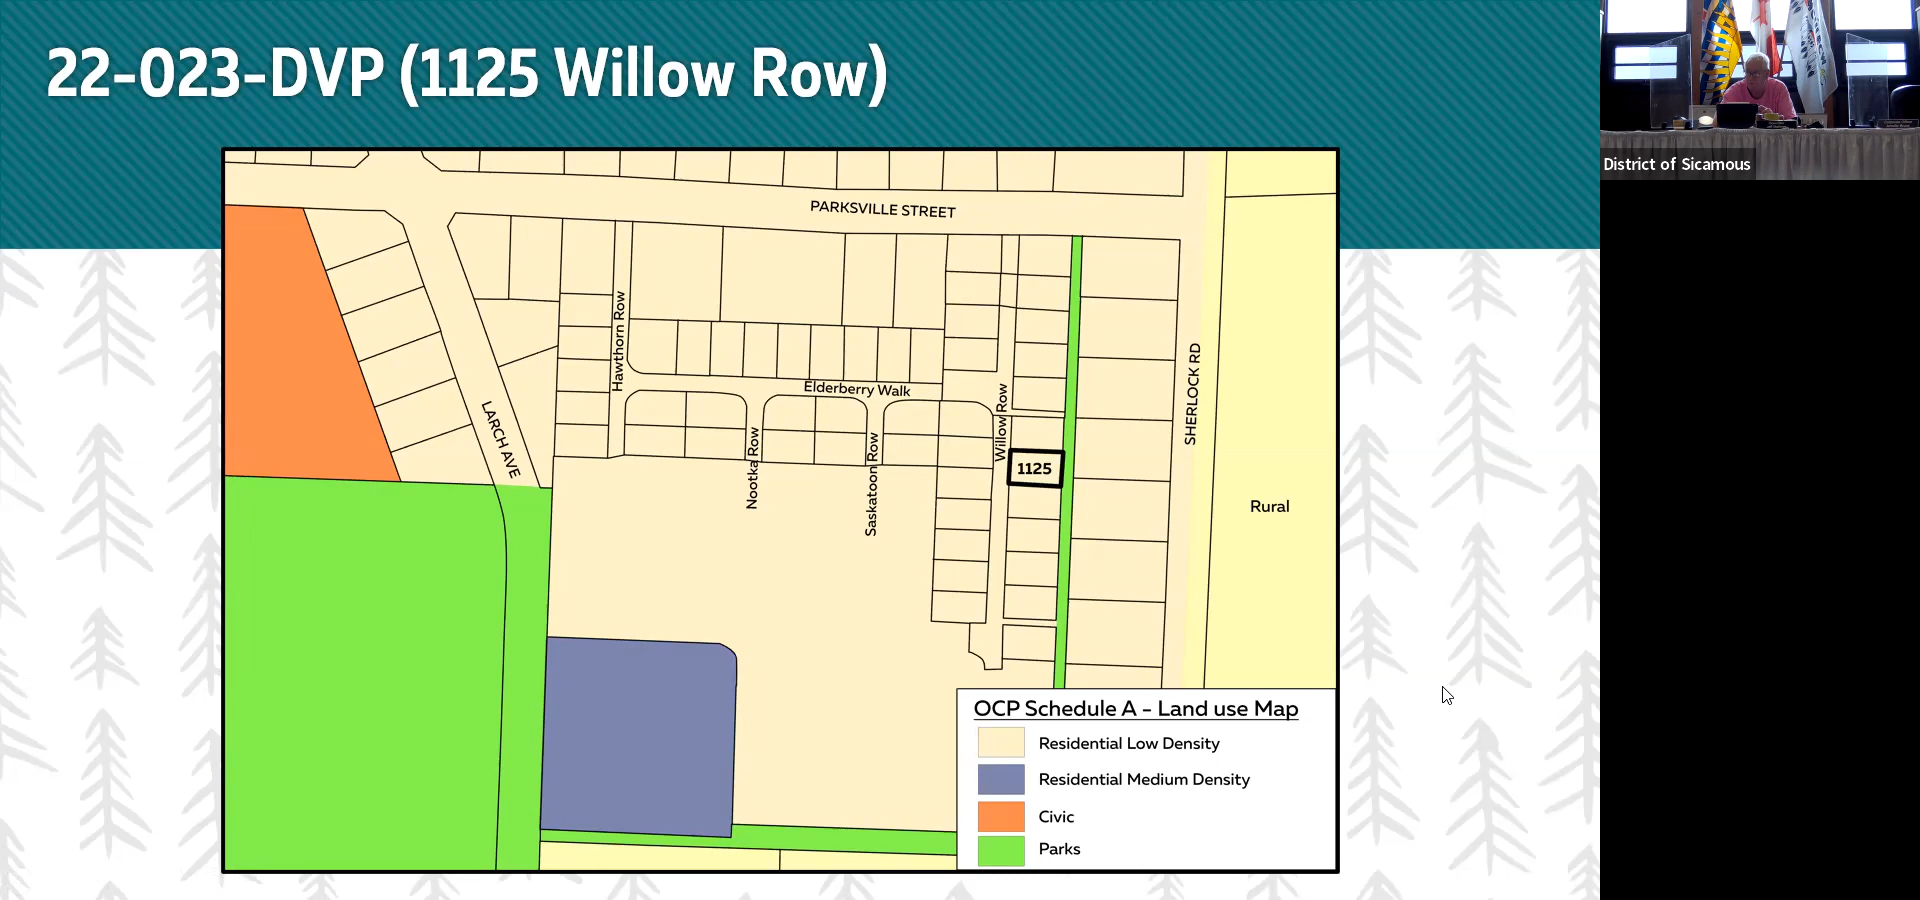 22-023-DVP (1125 Willow Row)
District of Sicamous
PARKSVILLE STREET
Hawthorn Row
Elderberry Walk
Willow Row
SHERLOCK RD
LARCH AVE
Nootka Row
Saskatoon Row
1125
Rural
OCP Schedule A - Land use Map
Residential Low Density
Residential Medium Density
Civic
Parks